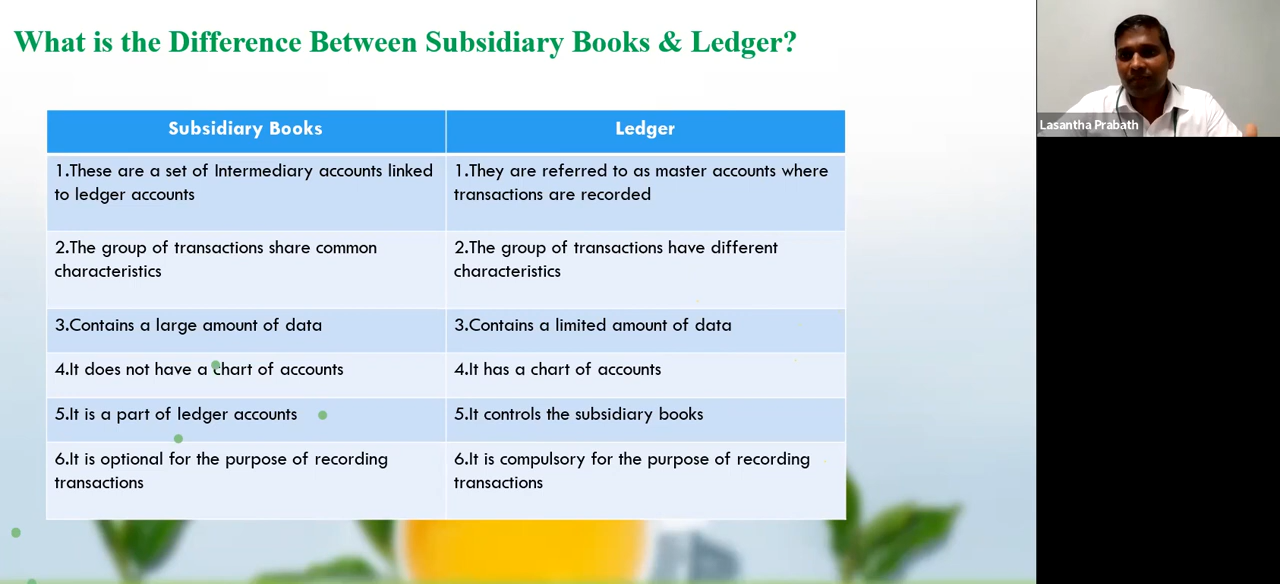 What is the Difference Between Subsidiary Books & Ledger?
Lasantha Prabath
Subsidiary Books
Ledger
1.These are a set of Intermediary accounts linked
to ledger accounts
1.They are referred to as master accounts where
transactions are recorded
2.The group of transactions share common
characteristics
2.The group of transactions have different
characteristics
3.Contains a large amount of data
3.Contains a limited amount of data
4.It does not have a chart of accounts
4.It has a chart of accounts
5.It is a part of ledger accounts
5.It controls the subsidiary books
6.It is optional for the purpose of recording
transactions
6.It is compulsory for the purpose of recording
transactions